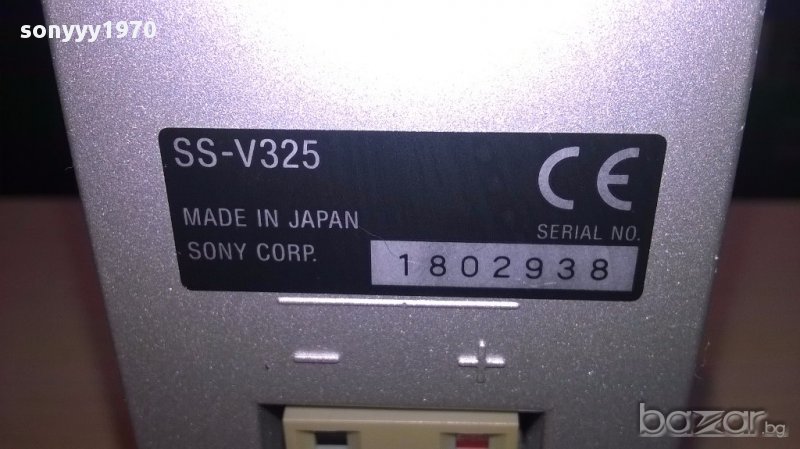 sonyyy1970
SS-V325
CE
MADE IN JAPAN
SONY CORP.
SERIAL NO.
1802938
- +
bazar.bg